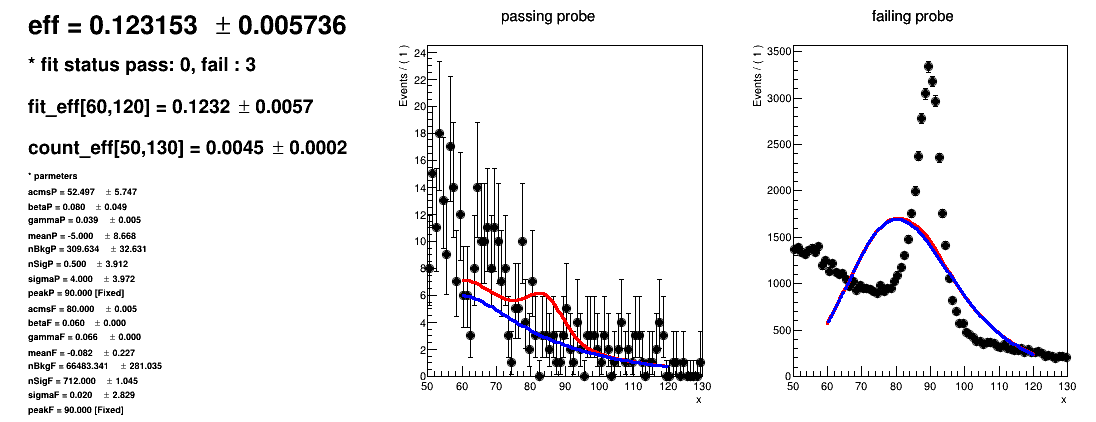 eff = 0.123153 ± 0.005736
* fit status pass: 0, fail : 3
fit_eff[60,120] = 0.1232 ± 0.0057
count_eff[50,130] = 0.0045 ± 0.0002
* parmeters
acmsP = 52.497 ± 5.747
betaP = 0.080 ± 0.049
gammaP = 0.039 ± 0.005
meanP = -5.000 ± 8.668
nBkgP = 309.634 ± 32.631
nSigP = 0.500 ± 3.912
sigmaP = 4.000 ± 3.972
peakP = 90.000 [Fixed]
acmsF = 80.000 ± 0.005
betaF = 0.060 ± 0.000
gammaF = 0.066 ± 0.000
meanF = -0.082 ± 0.227
nBkgF = 66483.341 ± 281.035
nSigF = 712.000 ± 1.045
sigmaF = 0.020 ± 2.829
peakF = 90.000 [Fixed]
passing probe
Events / ( 1 )
24
22
20
18
16
14
12
10
8
6
4
2
0
50 60 70 80 90 100 110 120 130
x
failing probe
Events / ( 1 )
3500
3000
2500
2000
1500
1000
500
0
50 60 70 80 90 100 110 120 130
x